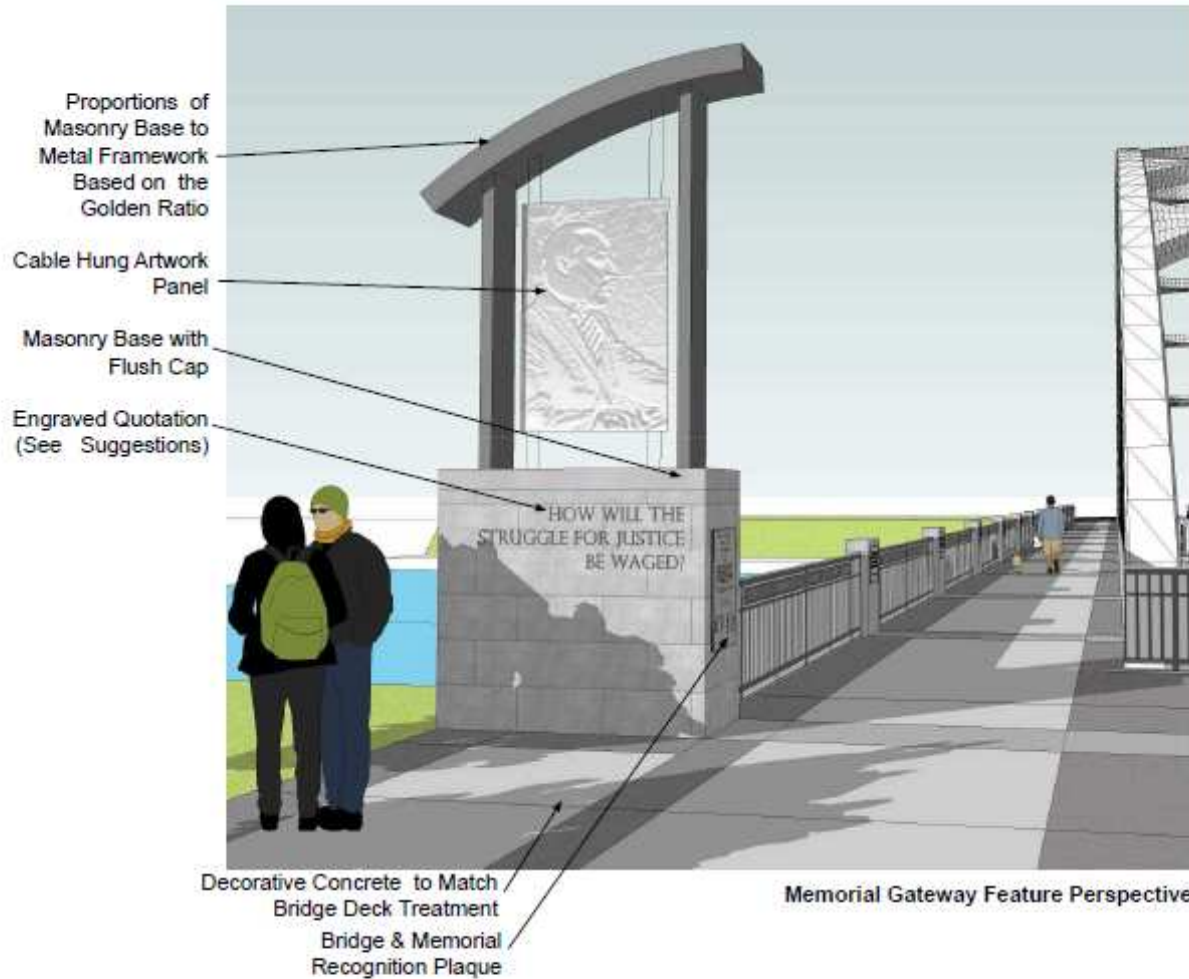 Proportions of
Masonry Base to
Metal Framework
Based on the
Golden Ratio
Cable Hung Artwork
Panel
Masonry Base with
Flush Cap
Engraved Quotation
(See Suggestions)
HOW WILL THE
STRUGGLE FOR JUSTICE
BE WAGED?
Decorative Concrete to Match
Bridge Deck Treatment
Bridge & Memorial
Recognition Plaque
Memorial Gateway Feature Perspective